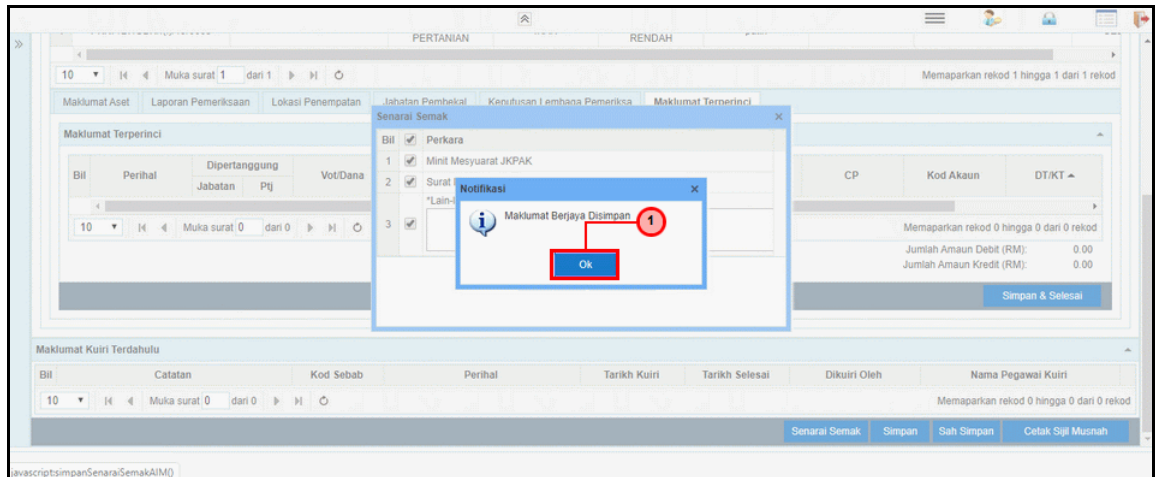 PERTANIAN
RENDAH
10 Muka surat 1 dari 1
Memaparkan rekod 1 hingga 1 dari 1 rekod
Maklumat Aset Laporan Pemeriksaan Lokasi Penempatan Jabatan Pembekal Keputusan Lembaga Pemeriksa Maklumat Terperinci
Senarai Semak
Maklumat Terperinci
Bil Perkara
1 Minit Mesyuarat JKPAK
2 Surat
*Lain-l
3
Notifikasi
Maklumat Berjaya Disimpan
1
Ok
Bil Perihal Dipertanggung Vot/Dana CP Kod Akaun DT/KT
Jabatan Ptj
10 Muka surat 0 dari 0
Memaparkan rekod 0 hingga 0 dari 0 rekod
Jumlah Amaun Debit (RM): 0.00
Jumlah Amaun Kredit (RM): 0.00
Simpan & Selesai
Maklumat Kuiri Terdahulu
Bil Catatan Kod Sebab Perihal Tarikh Kuiri Tarikh Selesai Dikuiri Oleh Nama Pegawai Kuiri
10 Muka surat 0 dari 0
Memaparkan rekod 0 hingga 0 dari 0 rekod
Senarai Semak Simpan Sah Simpan Cetak Sijil Musnah
javascript:simpanSenaraiSemakAIM()